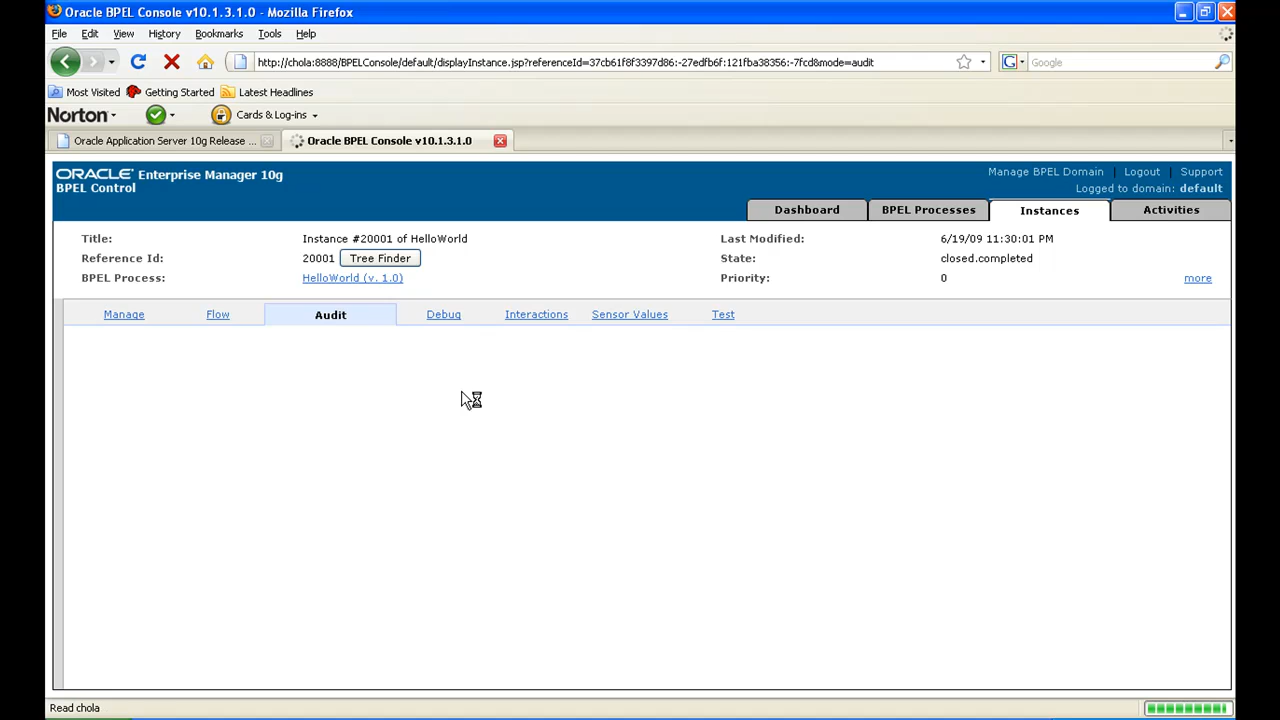 Oracle BPEL Console v10.1.3.1.0 - Mozilla Firefox
File Edit View History Bookmarks Tools Help
http://chola:8888/BPELConsole/default/displayInstance.jsp?referenceId=37cb61f8f3397d86:-27edfb6f:121fba38356:-7fcd&mode=audit G Google
Most Visited Getting Started Latest Headlines
Norton Cards & Log-ins
Oracle Application Server 10g Release ... Oracle BPEL Console v10.1.3.1.0
ORACLE Enterprise Manager 10g Manage BPEL Domain | Logout | Support
BPEL Control Logged to domain: default
Dashboard BPEL Processes Instances Activities
Title: Instance #20001 of HelloWorld Last Modified: 6/19/09 11:30:01 PM
Reference Id: 20001 Tree Finder State: closed.completed
BPEL Process: HelloWorld (v. 1.0) Priority: 0 more
Manage Flow Audit Debug Interactions Sensor Values Test
Read chola